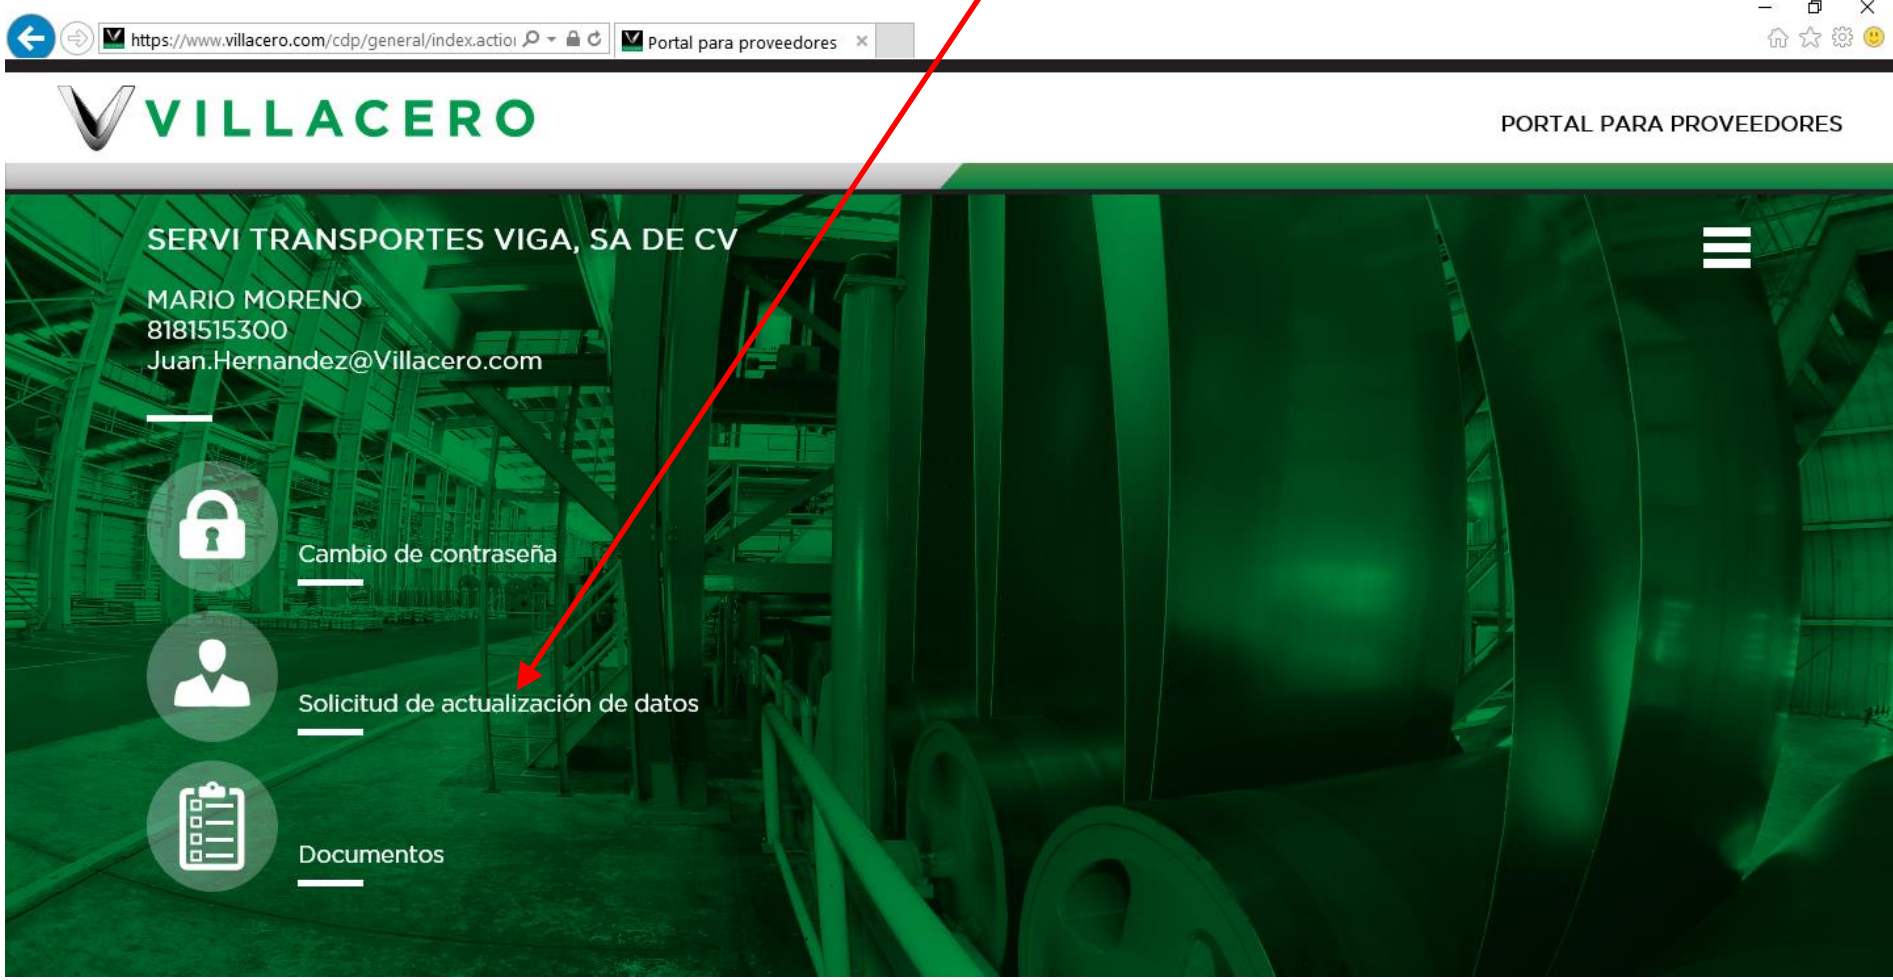 https://www.villacero.com/cdp/general/index.action
Portal para proveedores
VILLACERO
PORTAL PARA PROVEEDORES
SERVI TRANSPORTES VIGA, SA DE CV
MARIO MORENO
8181515300
Juan.Hernandez@Villacero.com
Cambio de contraseña
Solicitud de actualización de datos
Documentos